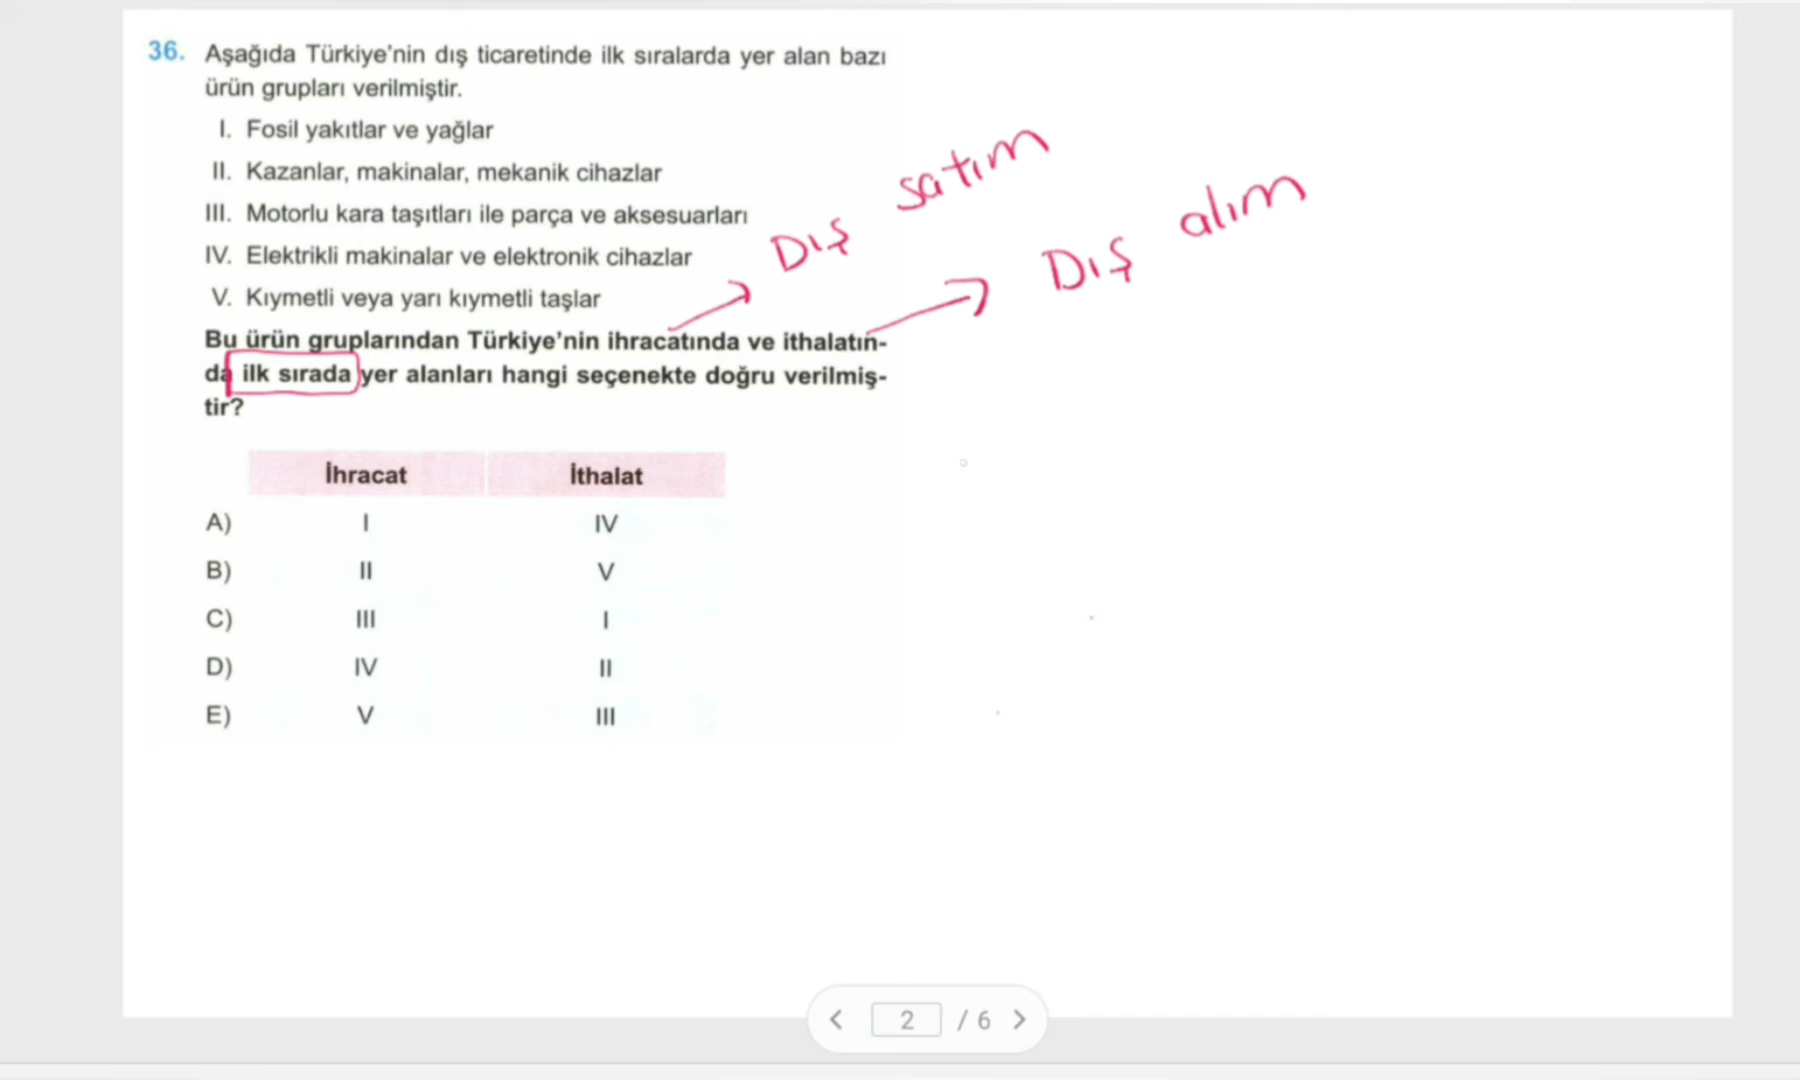 36. Aşağıda Türkiye'nin dış ticaretinde ilk sıralarda yer alan bazı
ürün grupları verilmiştir.
I. Fosil yakıtlar ve yağlar
II. Kazanlar, makinalar, mekanik cihazlar
III. Motorlu kara taşıtları ile parça ve aksesuarları
IV. Elektrikli makinalar ve elektronik cihazlar
V. Kıymetli veya yarı kıymetli taşlar
Dış satım
Dış alım
Bu ürün gruplarından Türkiye'nin ihracatında ve ithalatın-
da ilk sırada yer alanları hangi seçenekte doğru verilmiş-
tir?
İhracat İthalat
A) I IV
B) II V
C) III I
D) IV II
E) V III
2 / 6